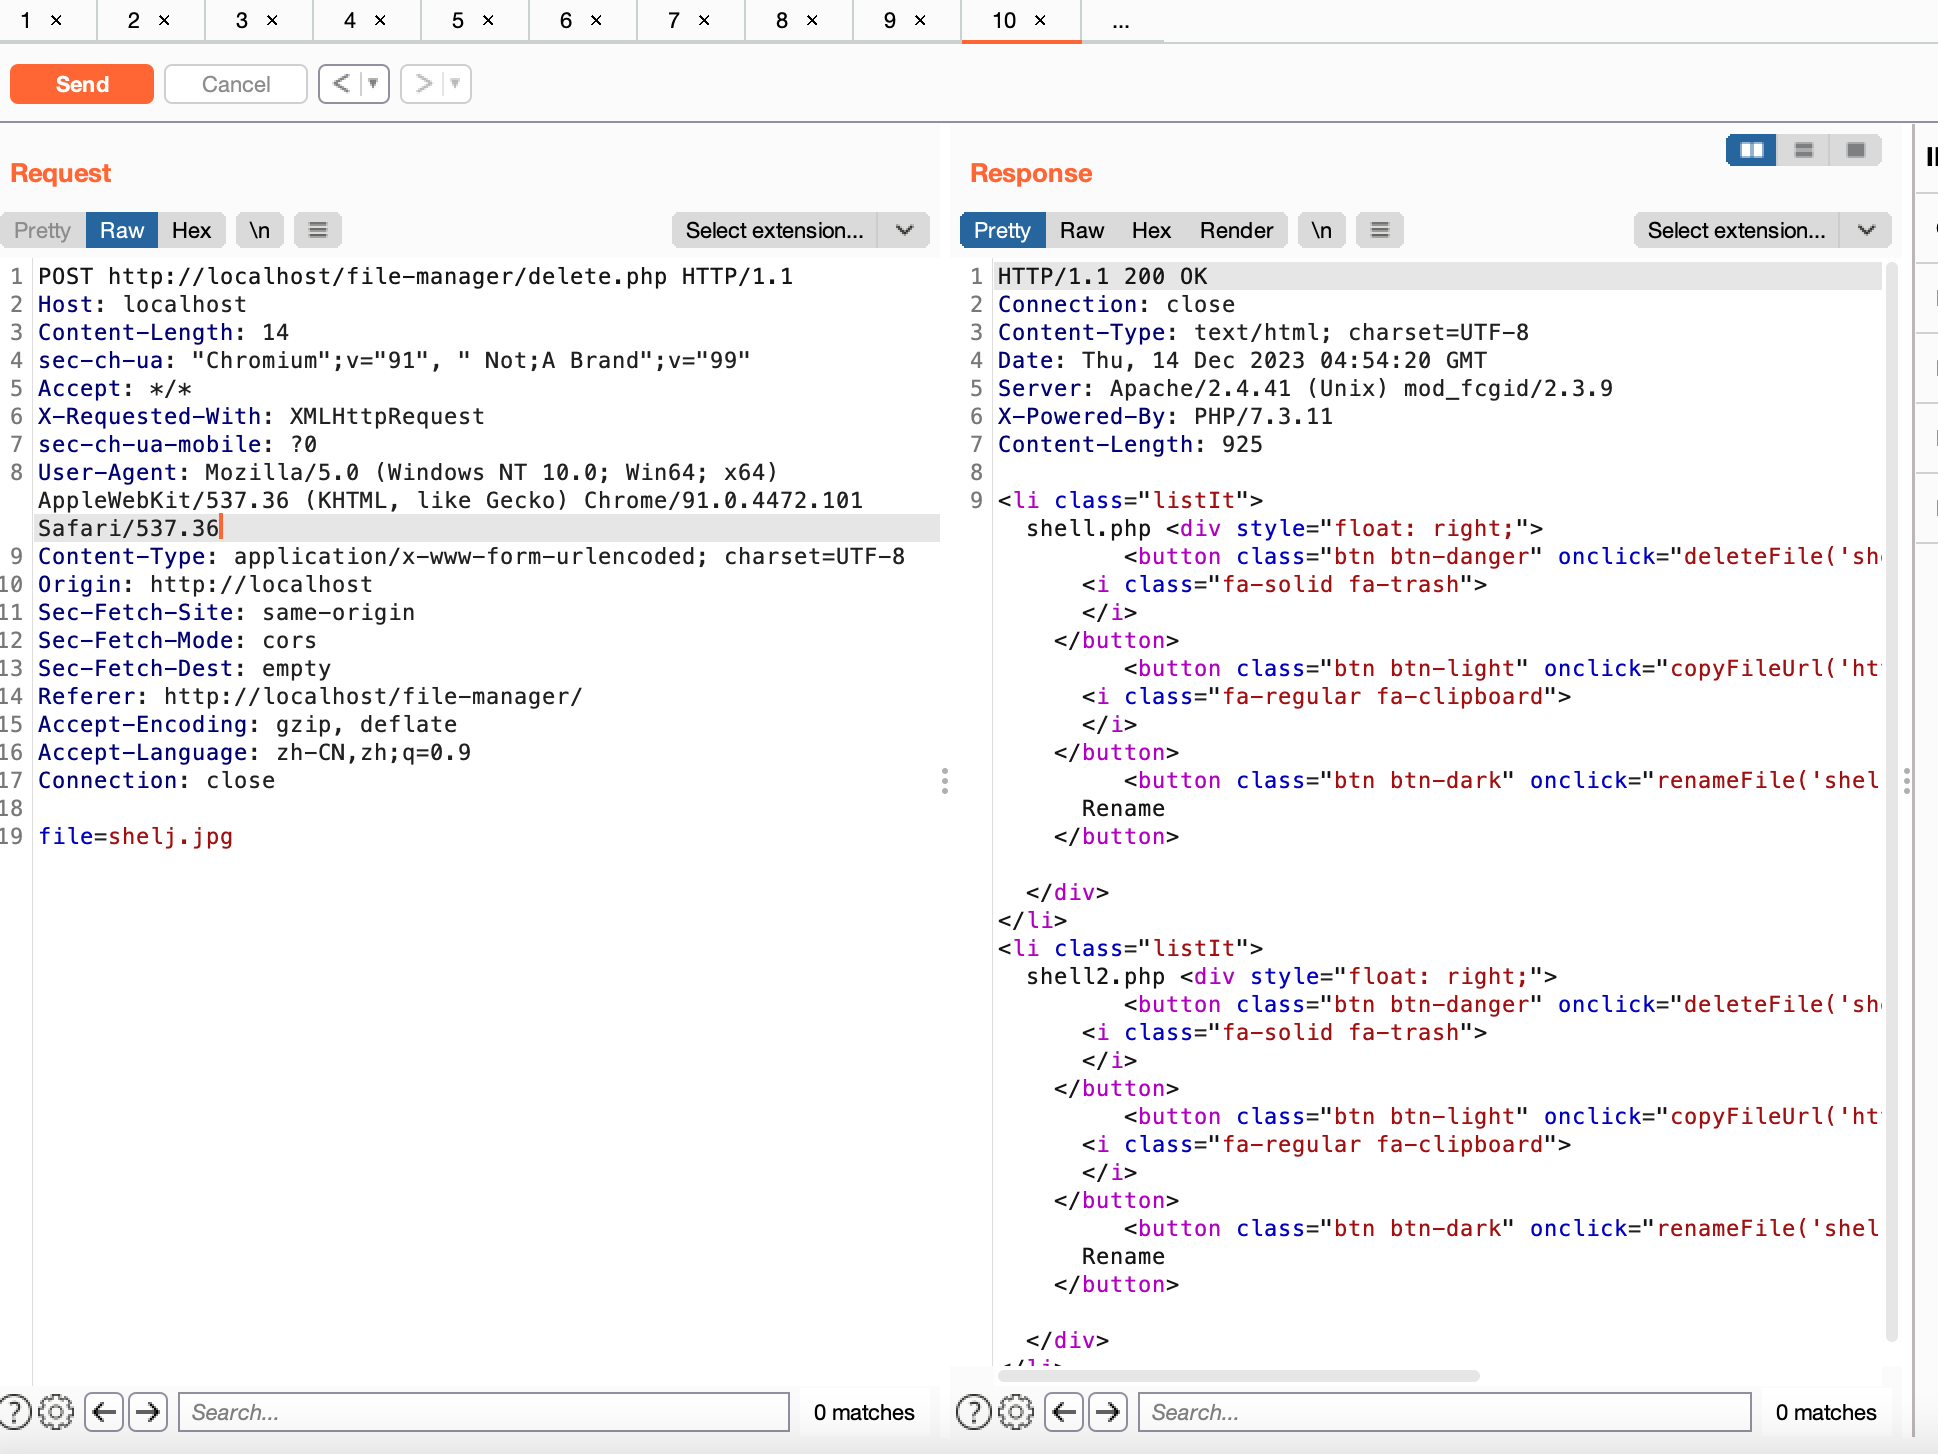 1 × 2 × 3 × 4 × 5 × 6 × 7 × 8 × 9 × 10 × ...
Send Cancel < >
Request
Pretty Raw Hex \n Select extension...
1 POST http://localhost/file-manager/delete.php HTTP/1.1
2 Host: localhost
3 Content-Length: 14
4 sec-ch-ua: "Chromium";v="91", " Not;A Brand";v="99"
5 Accept: */*
6 X-Requested-With: XMLHttpRequest
7 sec-ch-ua-mobile: ?0
8 User-Agent: Mozilla/5.0 (Windows NT 10.0; Win64; x64)
AppleWebKit/537.36 (KHTML, like Gecko) Chrome/91.0.4472.101
Safari/537.36
9 Content-Type: application/x-www-form-urlencoded; charset=UTF-8
10 Origin: http://localhost
11 Sec-Fetch-Site: same-origin
12 Sec-Fetch-Mode: cors
13 Sec-Fetch-Dest: empty
14 Referer: http://localhost/file-manager/
15 Accept-Encoding: gzip, deflate
16 Accept-Language: zh-CN,zh;q=0.9
17 Connection: close
18
19 file=shelj.jpg
? Search... 0 matches
Response
Pretty Raw Hex Render \n Select extension...
1 HTTP/1.1 200 OK
2 Connection: close
3 Content-Type: text/html; charset=UTF-8
4 Date: Thu, 14 Dec 2023 04:54:20 GMT
5 Server: Apache/2.4.41 (Unix) mod_fcgid/2.3.9
6 X-Powered-By: PHP/7.3.11
7 Content-Length: 925
8
9 <li class="listIt">
shell.php <div style="float: right;">
<button class="btn btn-danger" onclick="deleteFile('sh
<i class="fa-solid fa-trash">
</i>
</button>
<button class="btn btn-light" onclick="copyFileUrl('ht
<i class="fa-regular fa-clipboard">
</i>
</button>
<button class="btn btn-dark" onclick="renameFile('shel
Rename
</button>
</div>
</li>
<li class="listIt">
shell2.php <div style="float: right;">
<button class="btn btn-danger" onclick="deleteFile('sh
<i class="fa-solid fa-trash">
</i>
</button>
<button class="btn btn-light" onclick="copyFileUrl('ht
<i class="fa-regular fa-clipboard">
</i>
</button>
<button class="btn btn-dark" onclick="renameFile('shel
Rename
</button>
</div>
</li>
? Search... 0 matches